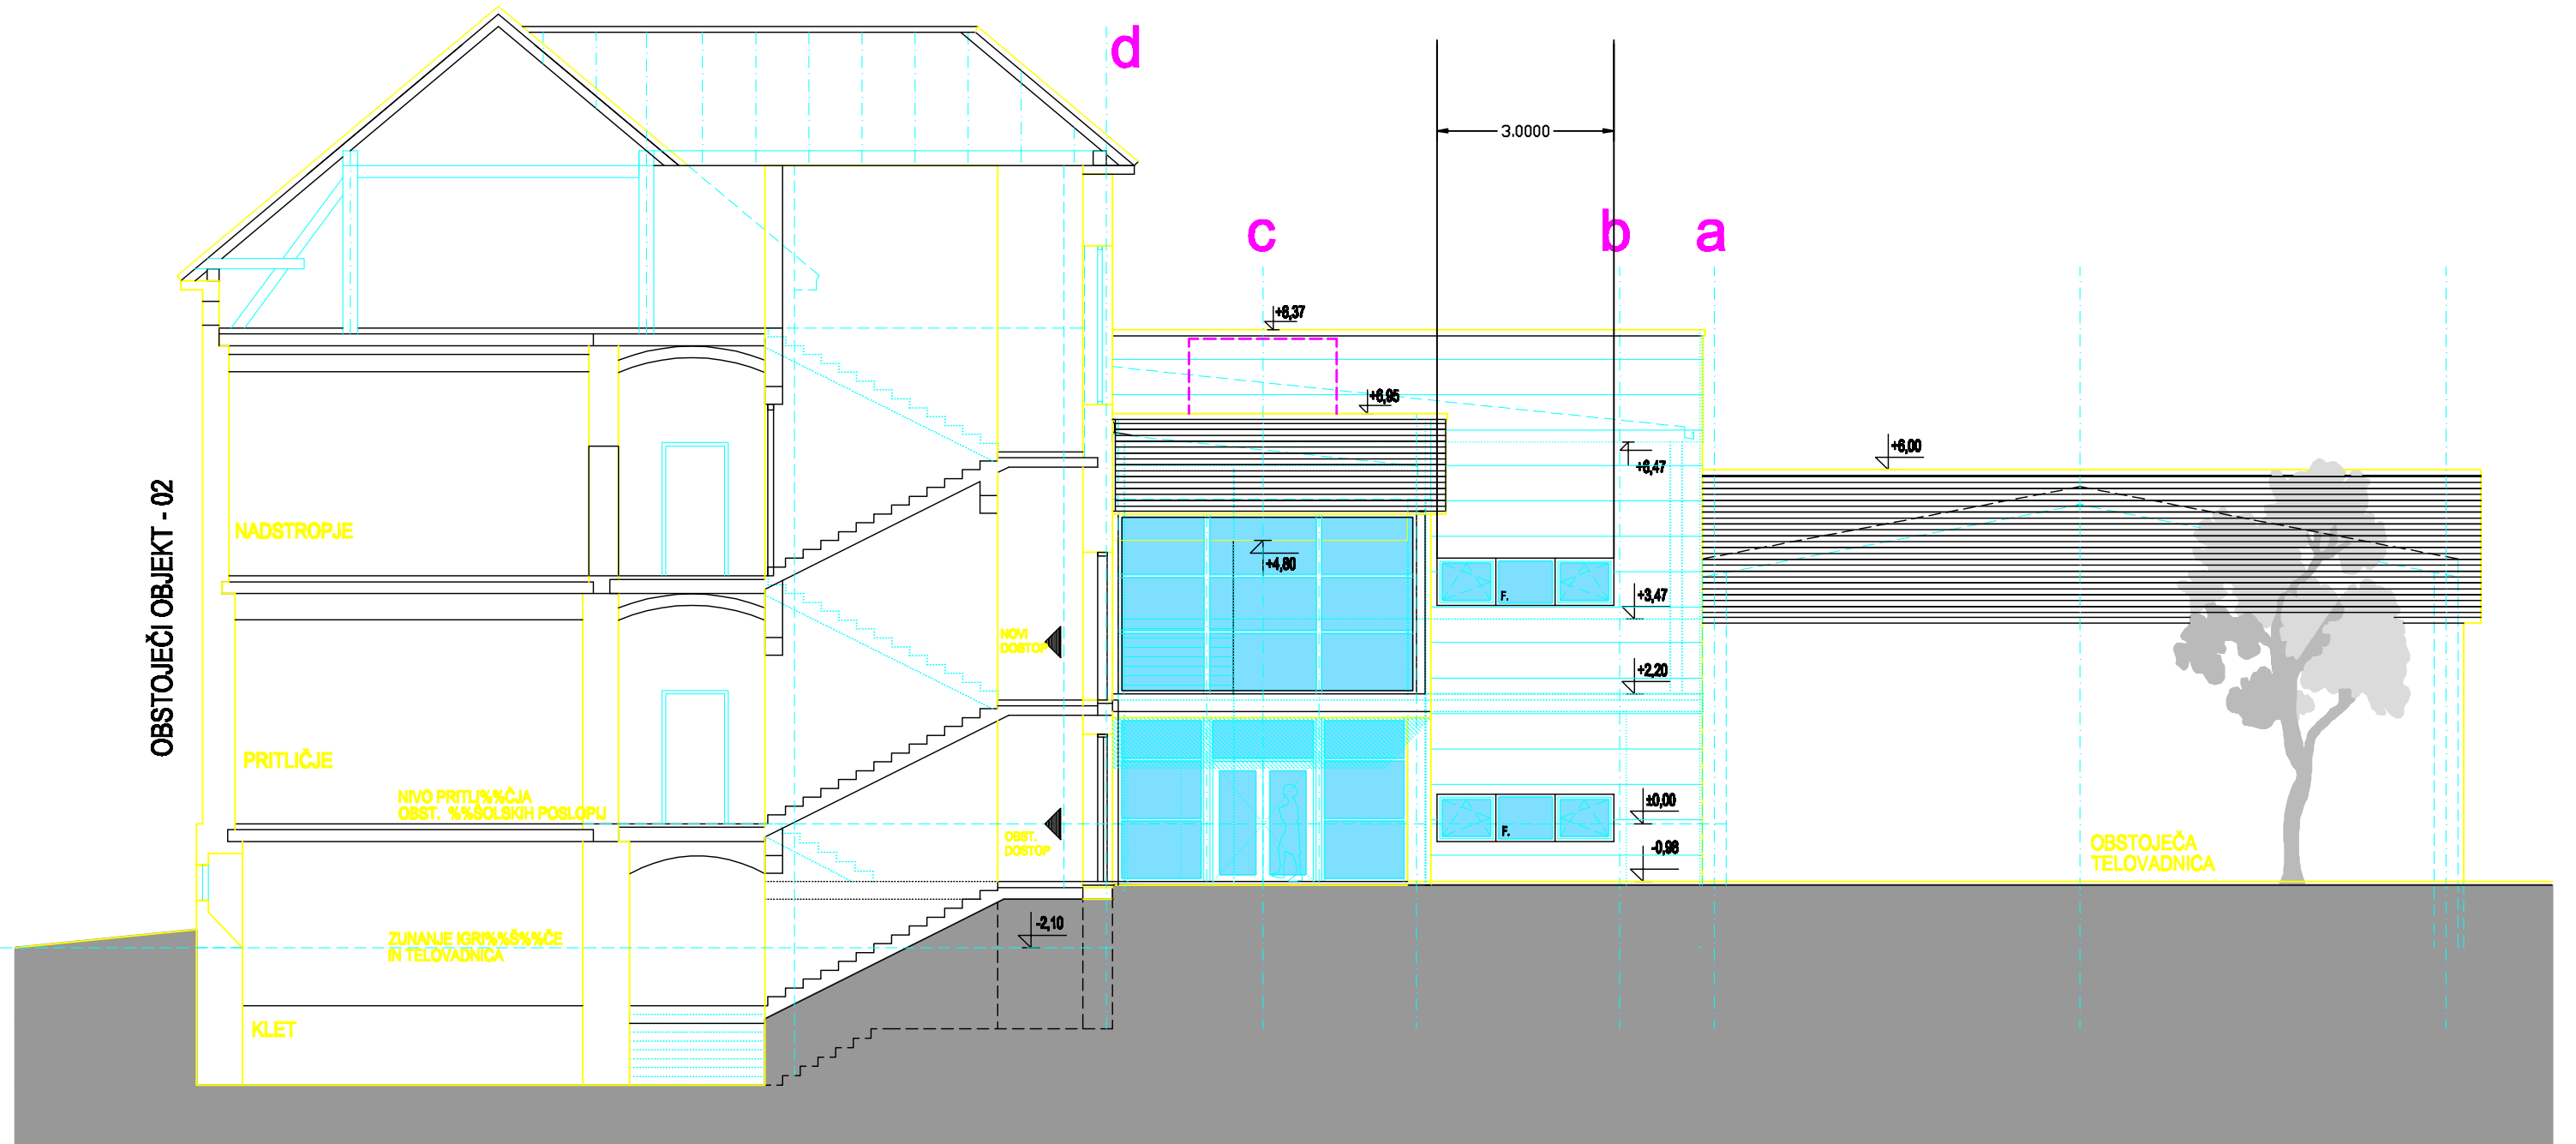 d
3.0000
c
b
a
+8,37
+6,95
+6,47
+6,00
OBSTOJEČI OBJEKT - 02
NADSTROPJE
+4,80
F.
+3,47
NOVI
DOSTOP
+2,20
PRITLIČJE
NIVO PRITLI%%ČJA
OBST. %%ŠOLSKIH POSLOPIJ
±0,00
F.
OBST.
DOSTOP
-0,98
OBSTOJEČA
TELOVADNICA
-2,10
ZUNANJE IGRI%%Š%%ČE
IN TELOVADNICA
KLET